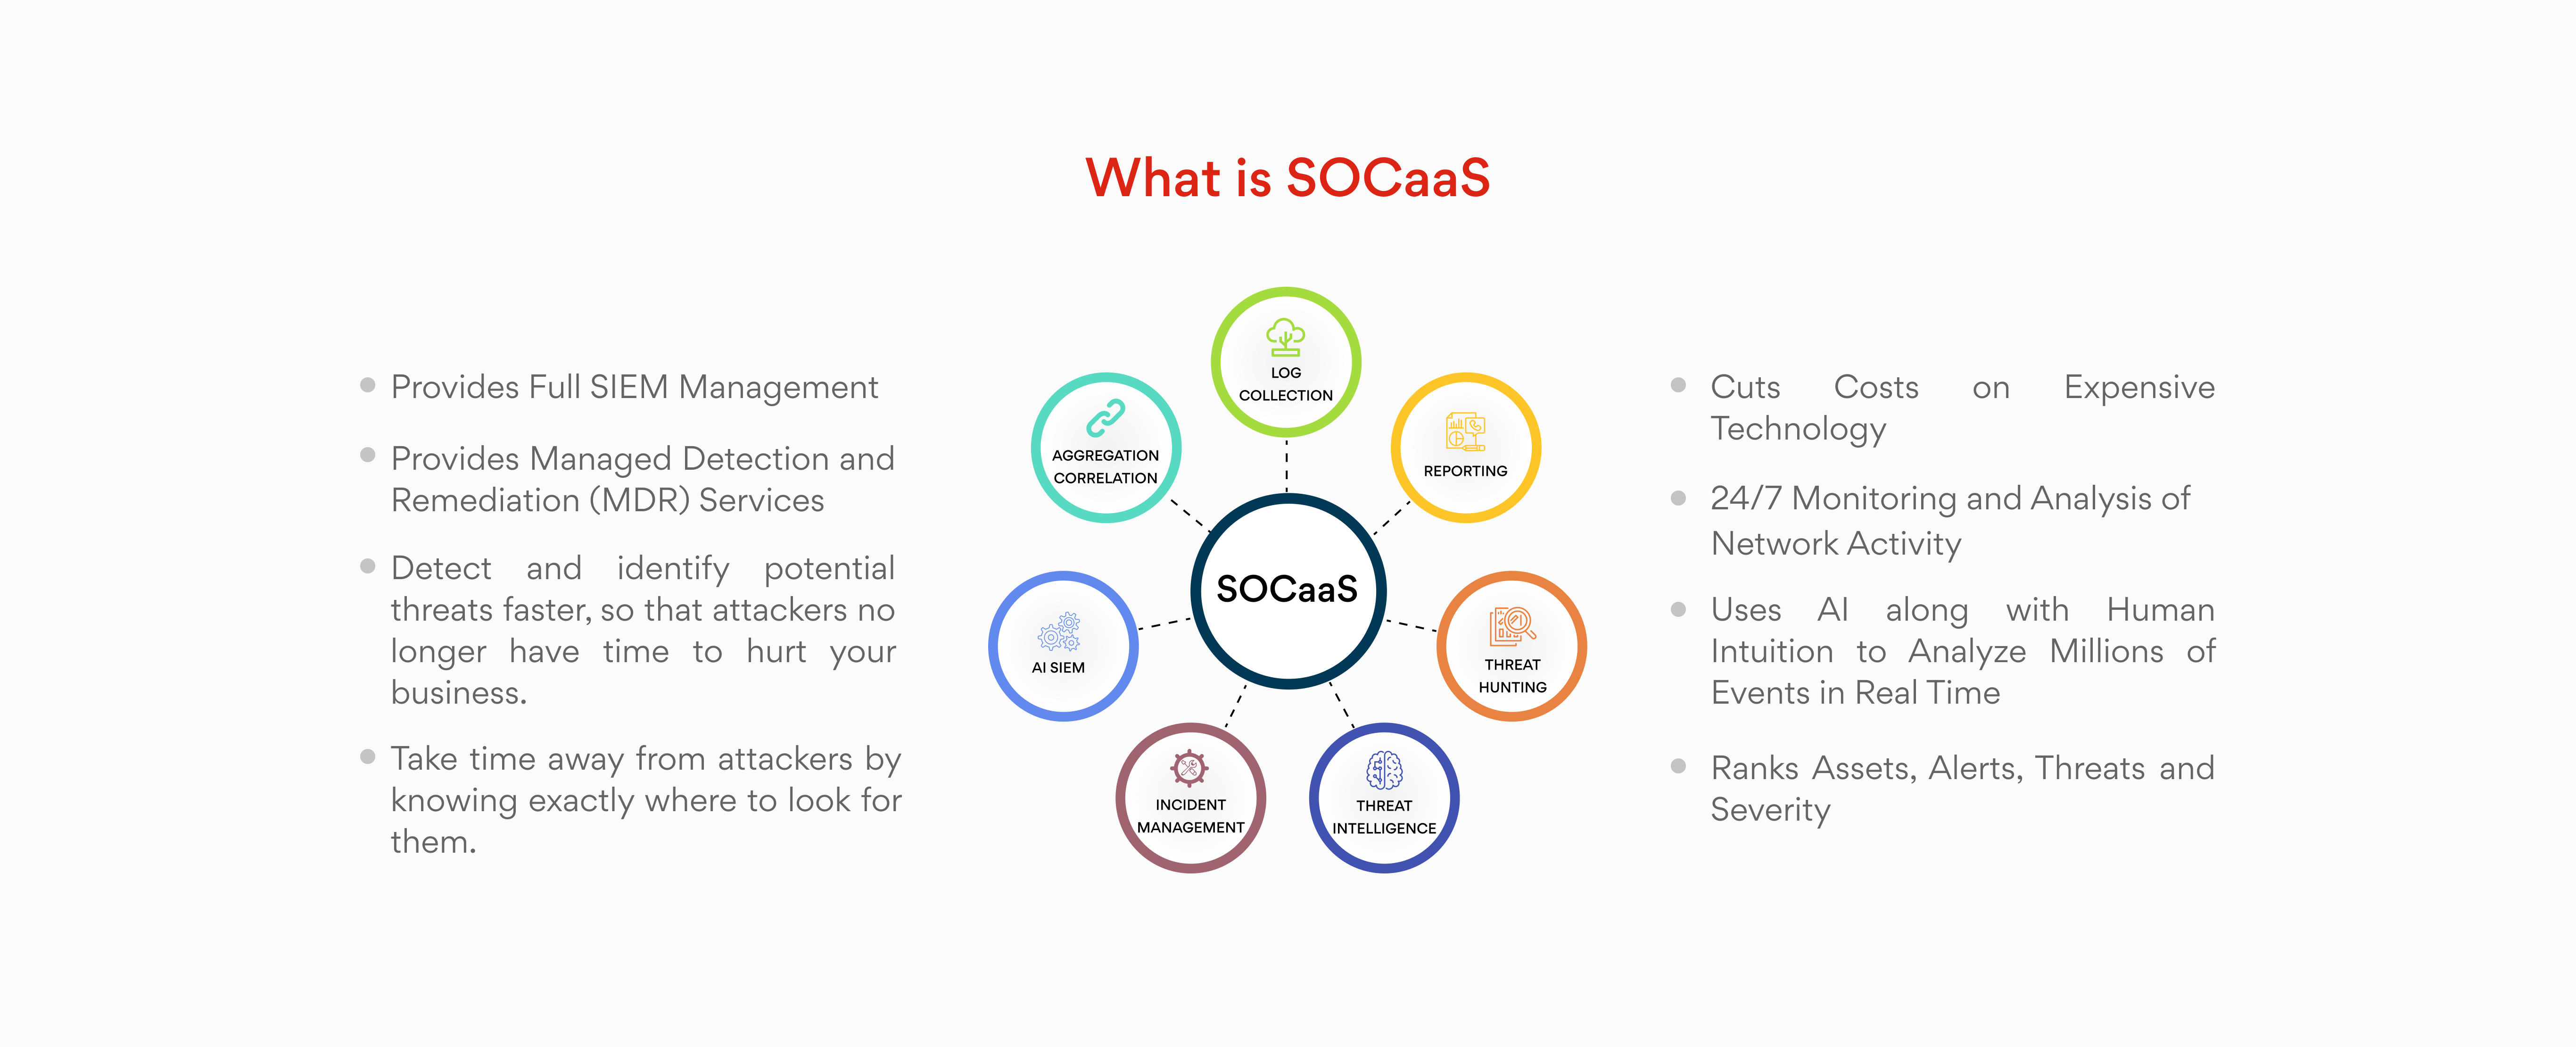 What is SOCaaS
Provides Full SIEM Management
Provides Managed Detection and
Remediation (MDR) Services
Detect and identify potential
threats faster, so that attackers no
longer have time to hurt your
business.
Take time away from attackers by
knowing exactly where to look for
them.
LOG
COLLECTION
AGGREGATION
CORRELATION
REPORTING
SOCaaS
AI SIEM
THREAT
HUNTING
INCIDENT
MANAGEMENT
THREAT
INTELLIGENCE
Cuts Costs on Expensive
Technology
24/7 Monitoring and Analysis of
Network Activity
Uses AI along with Human
Intuition to Analyze Millions of
Events in Real Time
Ranks Assets, Alerts, Threats and
Severity